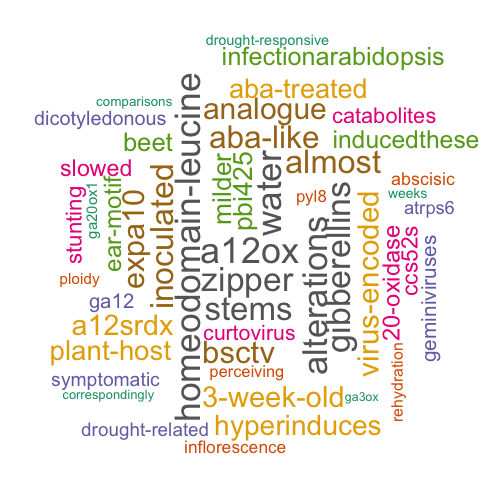 drought-responsive
infectionarabidopsis
aba-treated
comparisons
analogue
catabolites
dicotyledonous
aba-like
inducedthese
beet
homeodomain-leucine
milder
pbi425
water
almost
slowed
abscisic
stunting
ga20ox1
ear-motif
expa10
inoculated
pyl8
weeks
atrps6
a12ox
alterations
gibberellins
virus-encoded
20-oxidase
ccs52s
geminiviruses
ploidy
zipper
ga12
stems
a12srdx
curtovirus
plant-host
bsctv
perceiving
symptomatic
correspondingly
3-week-old
ga3ox
rehydration
drought-related
hyperinduces
inflorescence